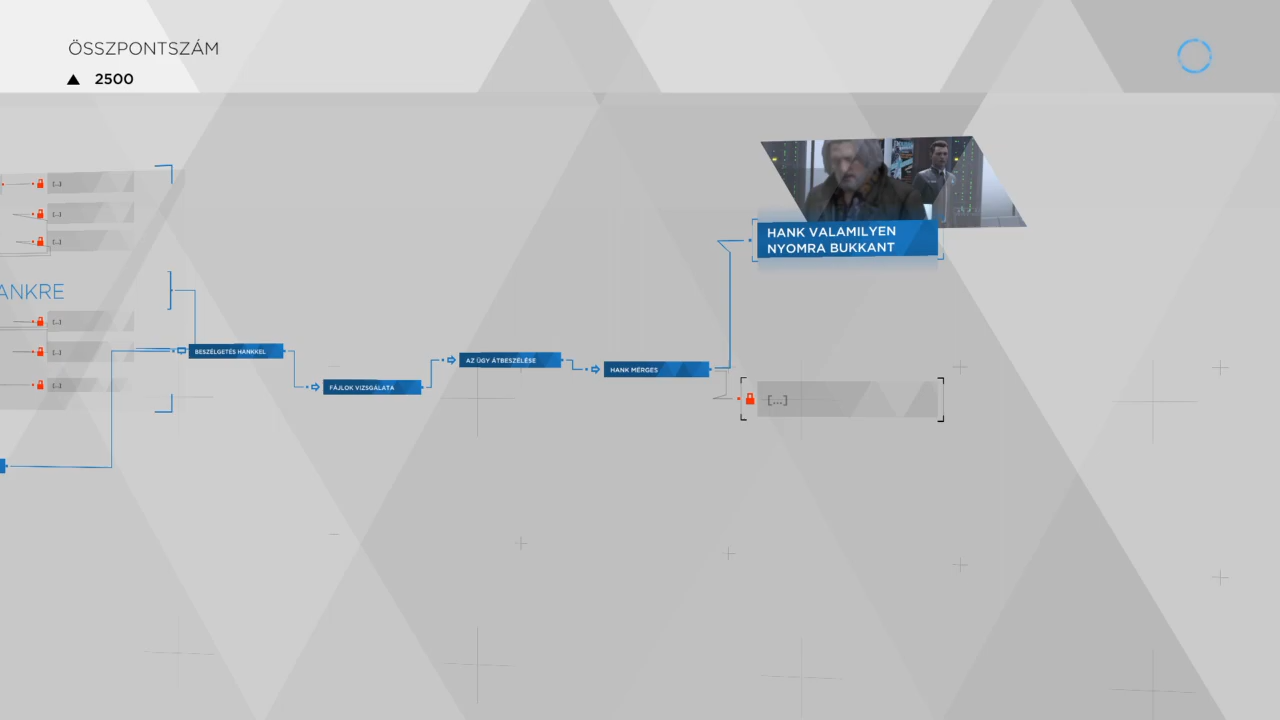 ÖSSZPONTSZÁM
2500
[...]
[...]
[...]
ANKRE
[...]
[...]
[...]
BESZÉLGETÉS HANKKEL
FÁJLOK VIZSGÁLATA
AZ ÜGY ÁTBESZÉLÉSE
HANK MÉRGES
HANK VALAMILYEN
NYOMRA BUKKANT
[...]